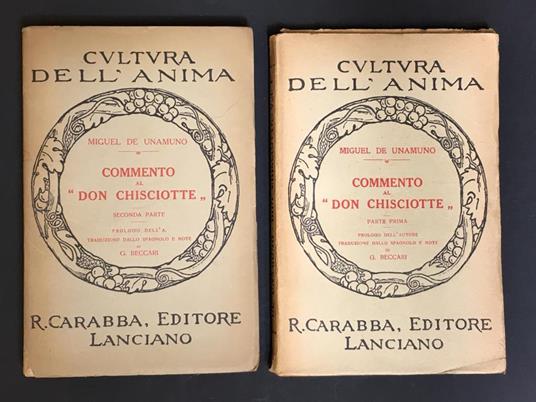 CVLTVRA
DELL'ANIMA
MIGUEL DE UNAMUNO
COMMENTO
AL
"DON CHISCIOTTE„
SECONDA PARTE
PROLOGO DELL'A.
TRADUZIONE DALLO SPAGNOLO E NOTE
DI
G. BECCARI
R. CARABBA, EDITORE
LANCIANO
CVLTVRA
DELL'ANIMA
MIGUEL DE UNAMUNO
COMMENTO
AL
"DON CHISCIOTTE„
PARTE PRIMA
PROLOGO DELL'AUTORE
TRADUZIONE DALLO SPAGNOLO E NOTE
DI
G. BECCARI
R. CARABBA, EDITORE
LANCIANO